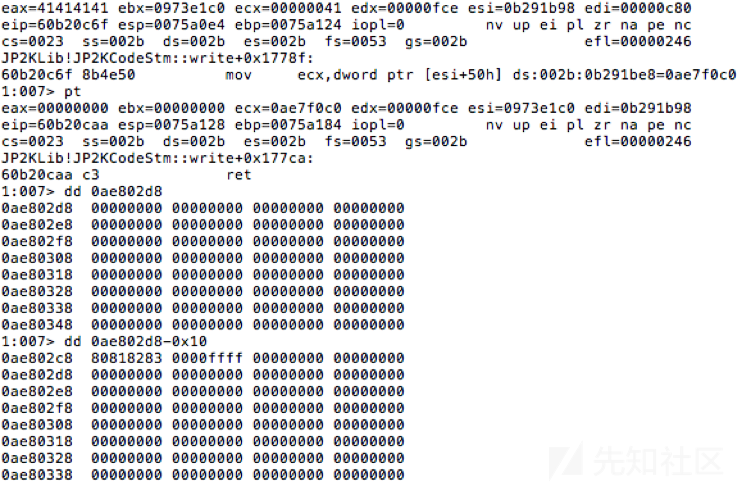 eax=41414141 ebx=0973e1c0 ecx=00000041 edx=00000fce esi=0b291b98 edi=00000c80
eip=60b20c6f esp=0075a0e4 ebp=0075a124 iopl=0         nv up ei pl zr na pe nc
cs=0023  ss=002b  ds=002b  es=002b  fs=0053  gs=002b             efl=00000246
JP2KLib!JP2KCodeStm::write+0x1778f:
60b20c6f 8b4e50          mov     ecx,dword ptr [esi+50h] ds:002b:0b291be8=0ae7f0c0
1:007> pt
eax=00000000 ebx=00000000 ecx=0ae7f0c0 edx=00000fce esi=0973e1c0 edi=0b291b98
eip=60b20caa esp=0075a128 ebp=0075a184 iopl=0         nv up ei pl zr na pe nc
cs=0023  ss=002b  ds=002b  es=002b  fs=0053  gs=002b             efl=00000246
JP2KLib!JP2KCodeStm::write+0x177ca:
60b20caa c3              ret
1:007> dd 0ae802d8
0ae802d8  00000000 00000000 00000000 00000000
0ae802e8  00000000 00000000 00000000 00000000
0ae802f8  00000000 00000000 00000000 00000000
0ae80308  00000000 00000000 00000000 00000000
0ae80318  00000000 00000000 00000000 00000000
0ae80328  00000000 00000000 00000000 00000000
0ae80338  00000000 00000000 00000000 00000000
0ae80348  00000000 00000000 00000000 00000000
1:007> dd 0ae802d8-0x10
0ae802c8  80818283 0000ffff 00000000 00000000
0ae802d8  00000000 00000000 00000000 00000000
0ae802e8  00000000 00000000 00000000 00000000
0ae802f8  00000000 00000000 00000000 00000000
0ae80308  00000000 00000000 00000000 00000000
0ae80318  00000000 00000000 00000000 00000000
0ae80328  00000000 00000000 00000000 00000000
0ae80338  00000000 00000000 00000000 00000000
先知社区